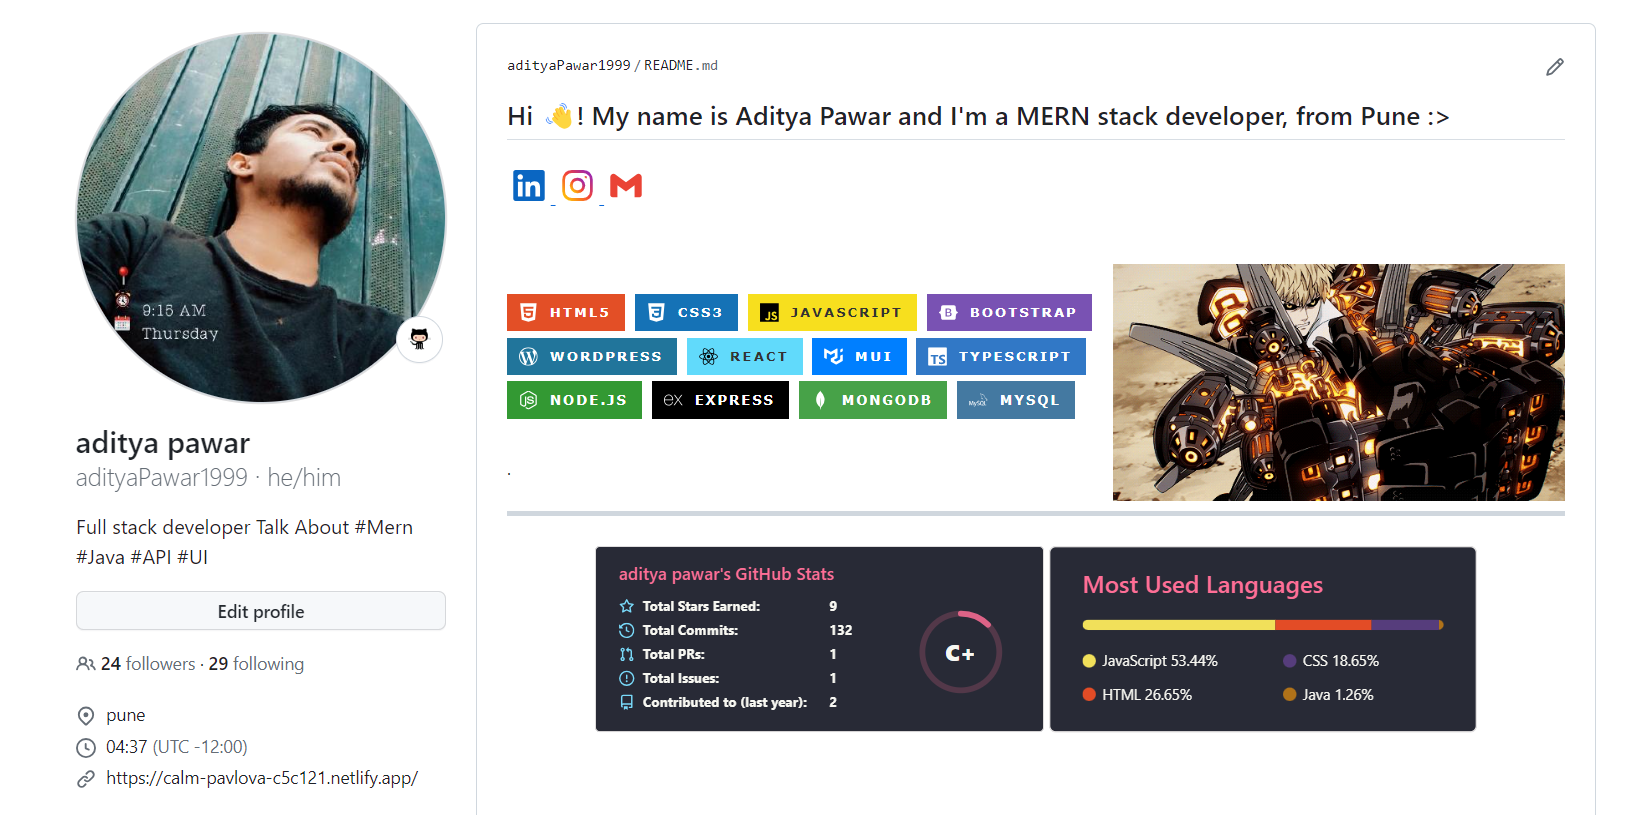 9:15 AM
Thursday
aditya pawar
adityaPawar1999 · he/him
Full stack developer Talk About #Mern
#Java #API #UI
Edit profile
24 followers · 29 following
pune
04:37 (UTC -12:00)
https://calm-pavlova-c5c121.netlify.app/
adityaPawar1999/README.md
Hi 👋! My name is Aditya Pawar and I'm a MERN stack developer, from Pune :>
in
HTML5 CSS3 JS JAVASCRIPT B BOOTSTRAP
WORDPRESS REACT MUI TS TYPESCRIPT
NODE.JS EX EXPRESS MONGODB MySQL MYSQL
.
aditya pawar's GitHub Stats
Total Stars Earned: 9
Total Commits: 132
Total PRs: 1
Total Issues: 1
Contributed to (last year): 2
C+
Most Used Languages
JavaScript 53.44% CSS 18.65%
HTML 26.65% Java 1.26%